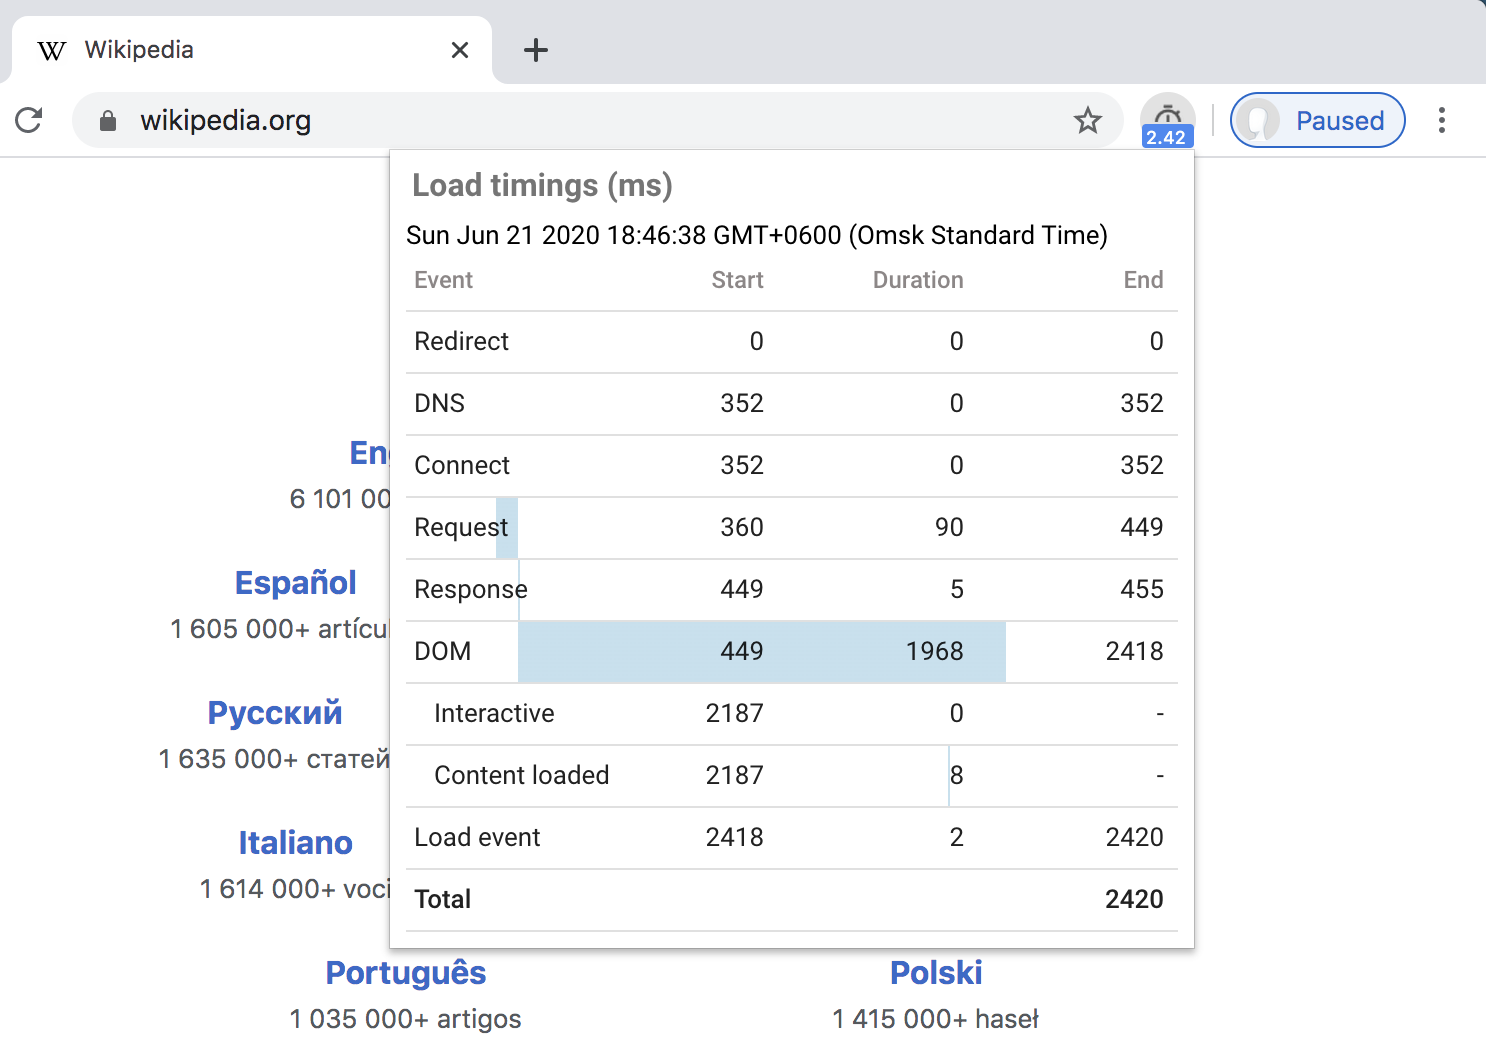 Wikipedia
wikipedia.org
2.42
Paused
Load timings (ms)
Sun Jun 21 2020 18:46:38 GMT+0600 (Omsk Standard Time)
Event Start Duration End
Redirect 0 0 0
DNS 352 0 352
Connect 352 0 352
Request 360 90 449
Response 449 5 455
DOM 449 1968 2418
Interactive 2187 0 -
Content loaded 2187 8 -
Load event 2418 2 2420
Total 2420
En
6 101 00
Español
1 605 000+ artícu
Русский
1 635 000+ статей
Italiano
1 614 000+ voci
Português
1 035 000+ artigos
Polski
1 415 000+ haseł